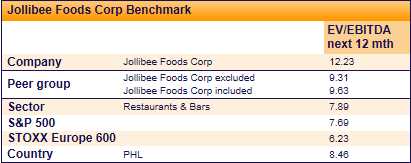 Jollibee Foods Corp Benchmark
EV/EBITDA
next 12 mth
Company Jollibee Foods Corp 12.23
Peer group Jollibee Foods Corp excluded 9.31
Jollibee Foods Corp included 9.63
Sector Restaurants & Bars 7.89
S&P 500 7.69
STOXX Europe 600 6.23
Country PHL 8.46